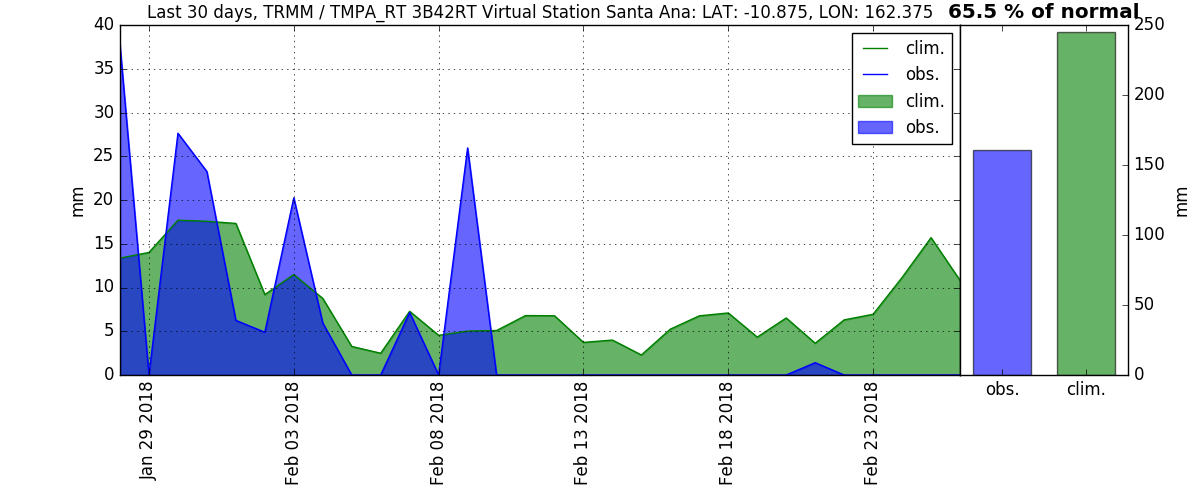 Last 30 days, TRMM / TMPA_RT 3B42RT Virtual Station Santa Ana: LAT: -10.875, LON: 162.375
65.5 % of normal
40
35
30
25
20
15
10
5
0
mm
clim.
obs.
clim.
obs.
Jan 29 2018
Feb 03 2018
Feb 08 2018
Feb 13 2018
Feb 18 2018
Feb 23 2018
obs.
clim.
250
200
150
100
50
0
mm